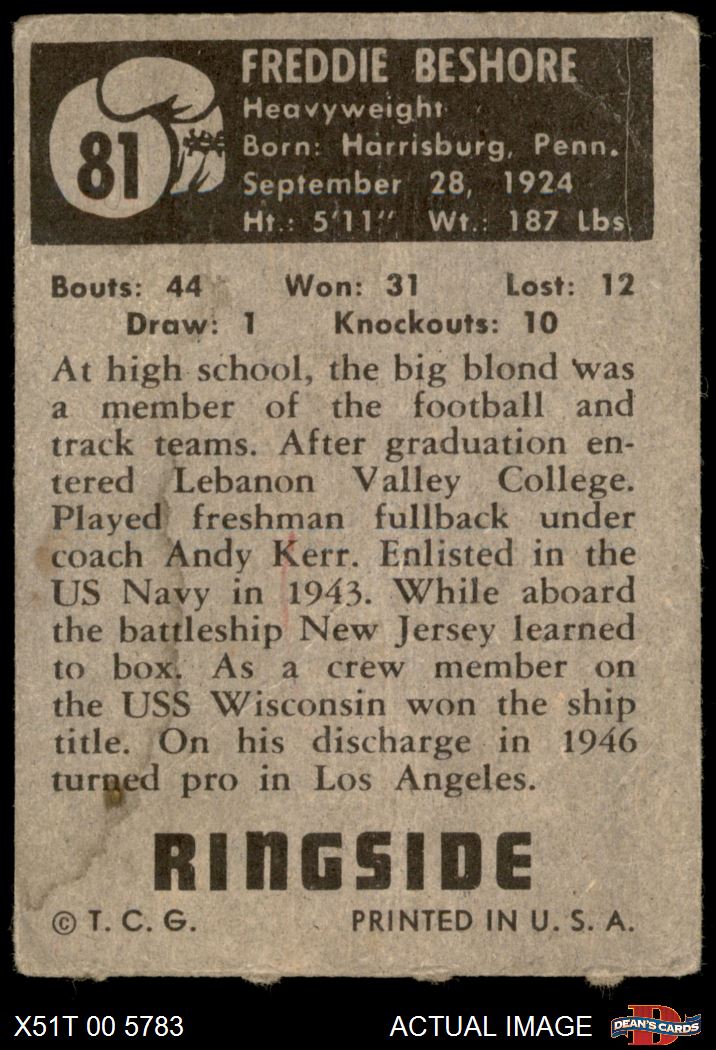 81
FREDDIE BESHORE
Heavyweight
Born: Harrisburg, Penn.
September 28, 1924
Ht.: 5'11" Wt.: 187 Lbs.
Bouts: 44 Won: 31 Lost: 12
Draw: 1 Knockouts: 10
At high school, the big blond was
a member of the football and
track teams. After graduation en-
tered Lebanon Valley College.
Played freshman fullback under
coach Andy Kerr. Enlisted in the
US Navy in 1943. While aboard
the battleship New Jersey learned
to box. As a crew member on
the USS Wisconsin won the ship
title. On his discharge in 1946
turned pro in Los Angeles.
RINGSIDE
© T. C. G. PRINTED IN U. S. A.
X51T 00 5783 ACTUAL IMAGE DEAN'S CARDS